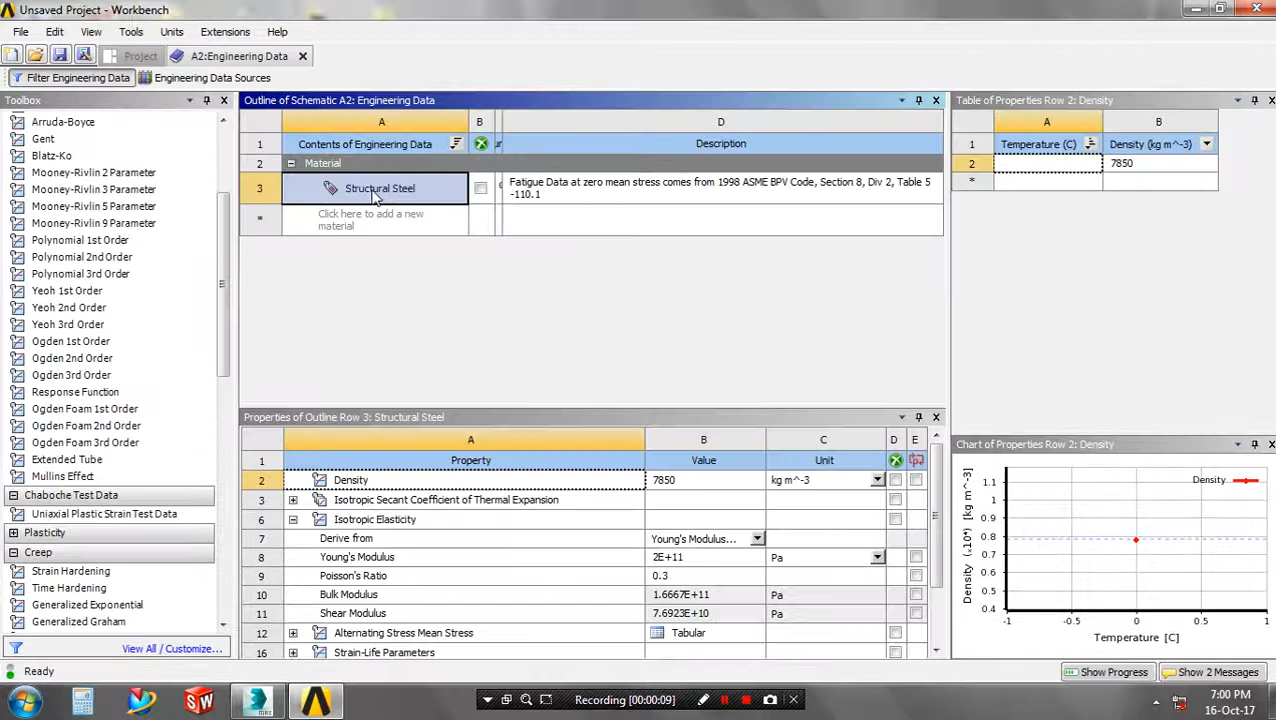 Unsaved Project - Workbench
File Edit View Tools Units Extensions Help
Project A2:Engineering Data
Filter Engineering Data Engineering Data Sources
Toolbox
Arruda-Boyce
Gent
Blatz-Ko
Mooney-Rivlin 2 Parameter
Mooney-Rivlin 3 Parameter
Mooney-Rivlin 5 Parameter
Mooney-Rivlin 9 Parameter
Polynomial 1st Order
Polynomial 2nd Order
Polynomial 3rd Order
Yeoh 1st Order
Yeoh 2nd Order
Yeoh 3rd Order
Ogden 1st Order
Ogden 2nd Order
Ogden 3rd Order
Response Function
Ogden Foam 1st Order
Ogden Foam 2nd Order
Ogden Foam 3rd Order
Extended Tube
Mullins Effect
Chaboche Test Data
Uniaxial Plastic Strain Test Data
Plasticity
Creep
Strain Hardening
Time Hardening
Generalized Exponential
Generalized Graham
View All / Customize...
Outline of Schematic A2: Engineering Data
A B D
1 Contents of Engineering Data Description
2 Material
3 Structural Steel Fatigue Data at zero mean stress comes from 1998 ASME BPV Code, Section 8, Div 2, Table 5
-110.1
* Click here to add a new
material
Properties of Outline Row 3: Structural Steel
A B C D E
1 Property Value Unit
2 Density 7850 kg m^-3
3 Isotropic Secant Coefficient of Thermal Expansion
6 Isotropic Elasticity
7 Derive from Young's Modulus...
8 Young's Modulus 2E+11 Pa
9 Poisson's Ratio 0.3
10 Bulk Modulus 1.6667E+11 Pa
11 Shear Modulus 7.6923E+10 Pa
12 Alternating Stress Mean Stress Tabular
16 Strain-Life Parameters
Table of Properties Row 2: Density
A B
1 Temperature (C) Density (kg m^-3)
2 7850
*
Chart of Properties Row 2: Density
Density
1.1
1
0.9
0.8
0.7
0.6
0.5
0.4
Density (.10⁴) [kg m^-3]
-1 -0.5 0 0.5 1
Temperature [C]
Ready
Show Progress Show 2 Messages
Recording [00:00:09]
7:00 PM
16-Oct-17